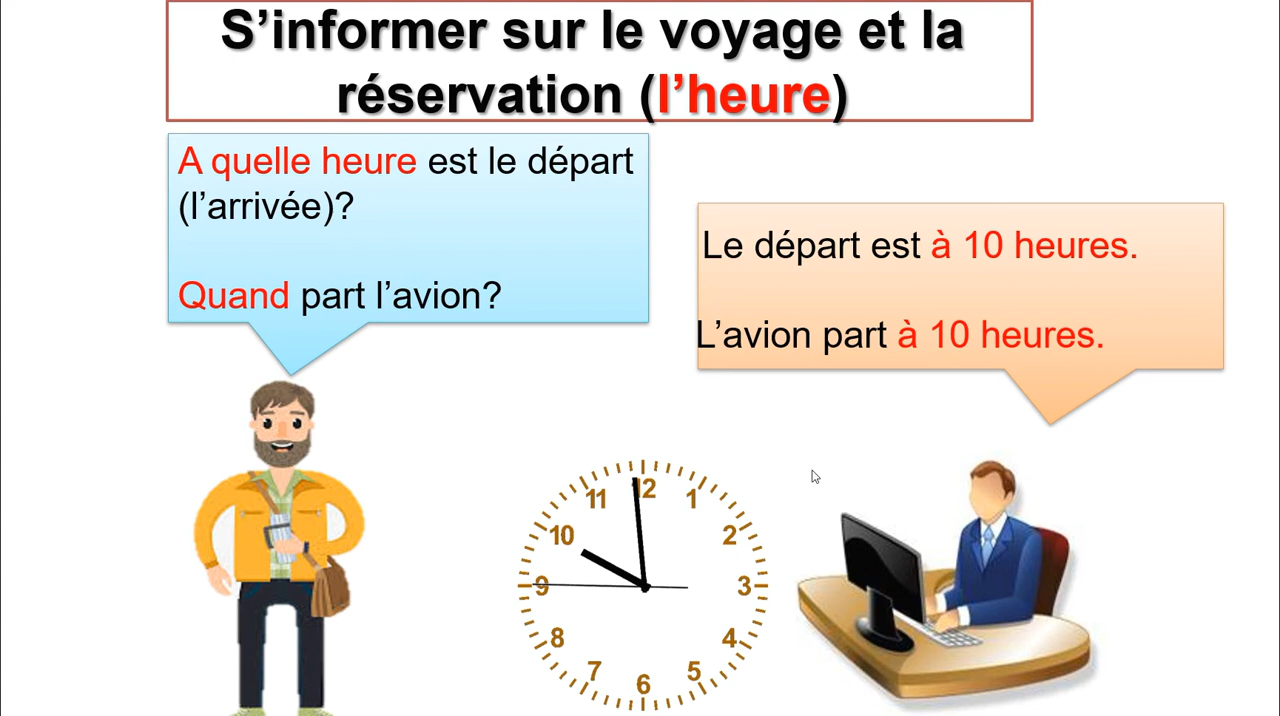 S’informer sur le voyage et la
réservation (l’heure)
A quelle heure est le départ
(l’arrivée)?
Quand part l’avion?
Le départ est à 10 heures.
L’avion part à 10 heures.
12
1
2
3
4
5
6
7
8
9
10
11